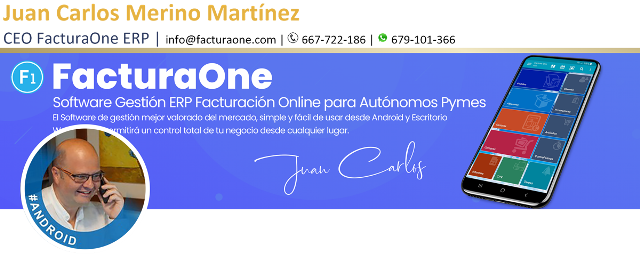 Juan Carlos Merino Martínez
CEO FacturaOne ERP | info@facturaone.com | 667-722-186 | 679-101-366
F1 FacturaOne
Software Gestión ERP Facturación Online para Autónomos Pymes
El Software de gestión mejor valorado del mercado, simple y fácil de usar desde Android y Escritorio
permitirá un control total de tu negocio desde cualquier lugar.
Juan Carlos
#ANDROID